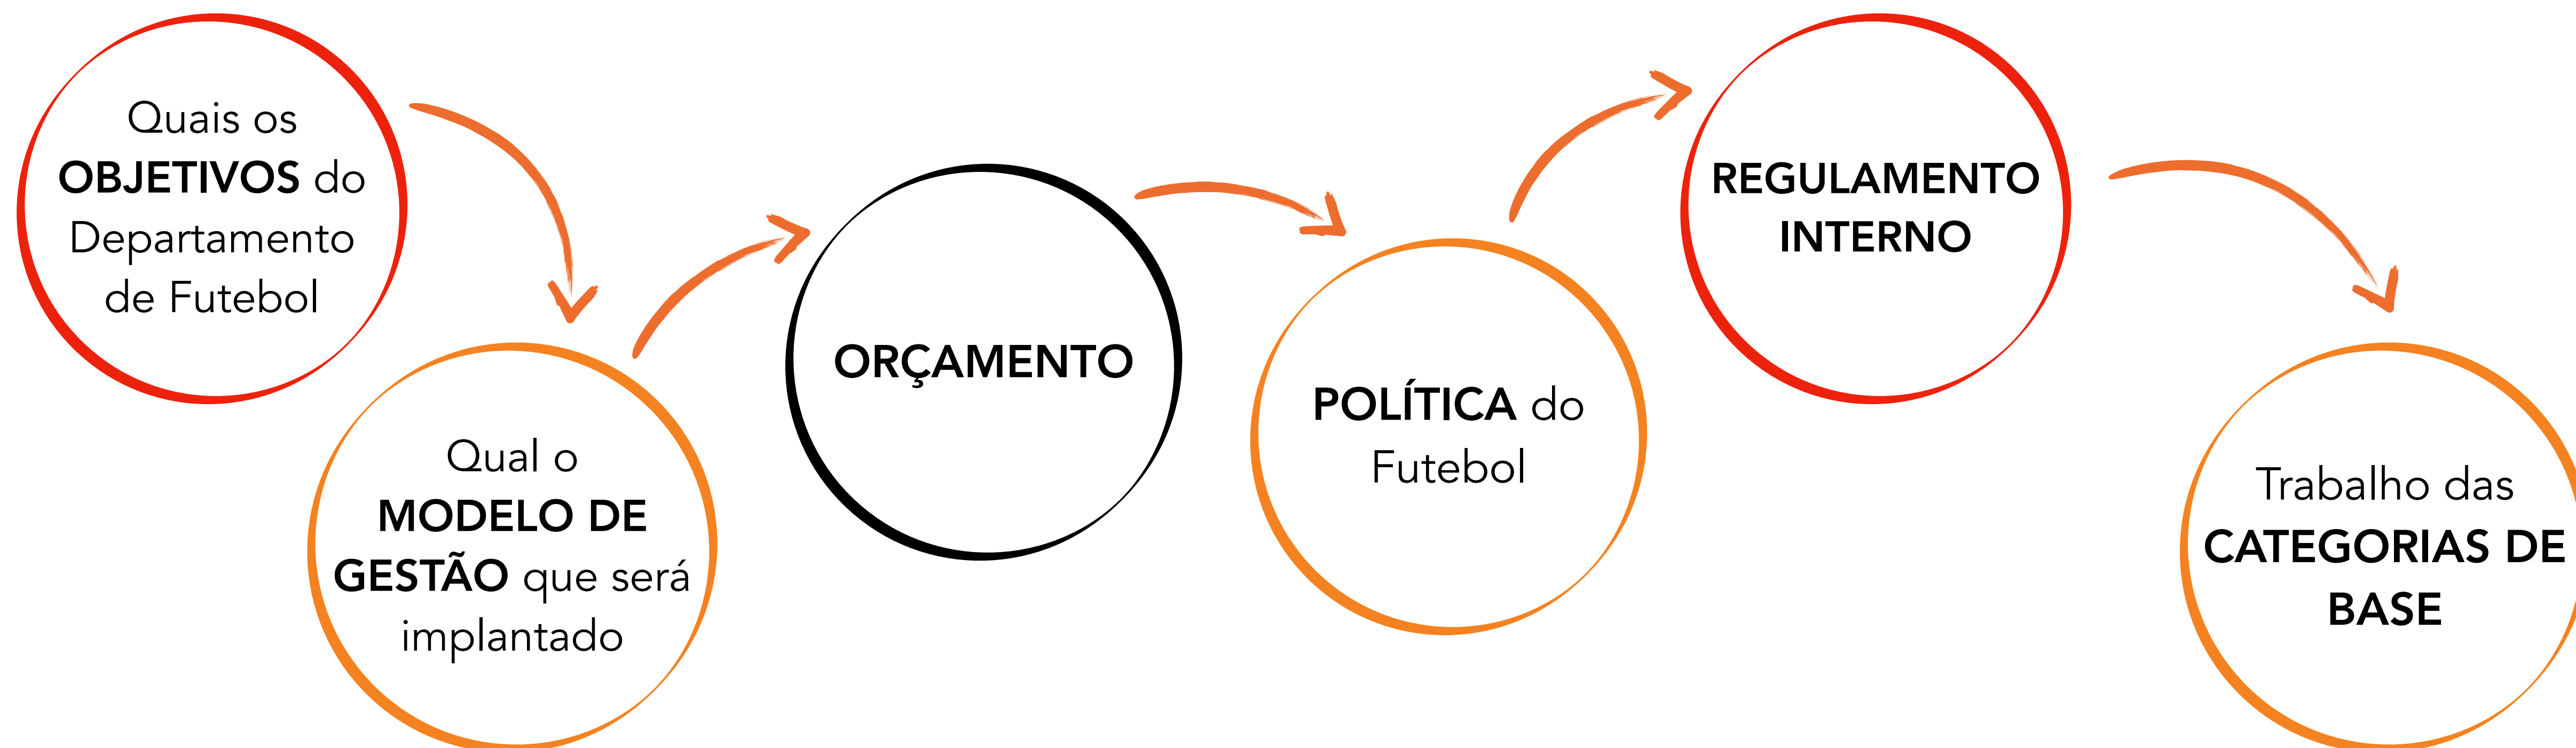 Quais os
OBJETIVOS do
Departamento
de Futebol
Qual o
MODELO DE
GESTÃO que será
implantado
ORÇAMENTO
POLÍTICA do
Futebol
REGULAMENTO
INTERNO
Trabalho das
CATEGORIAS DE
BASE